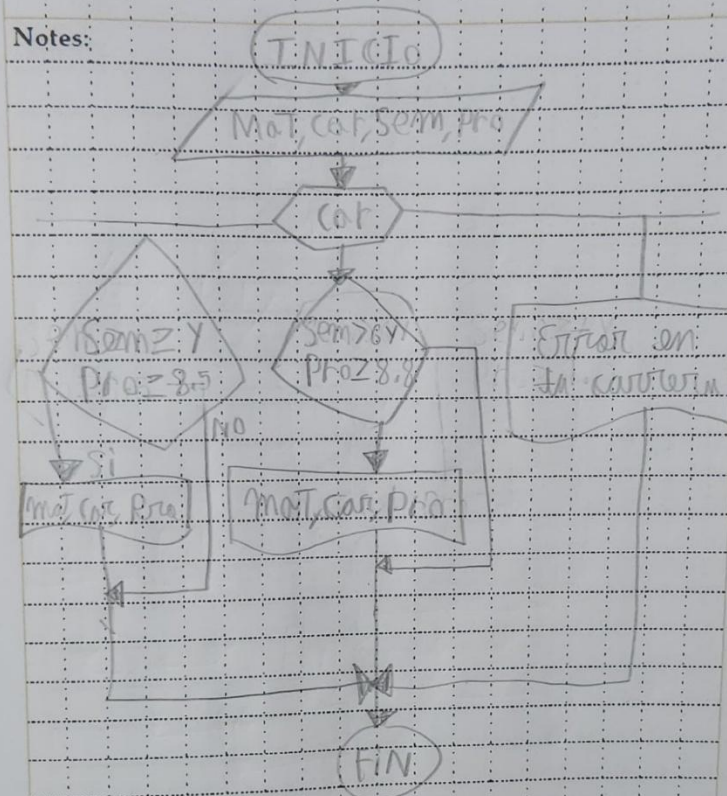 Notes:
INICIO
Mat, Car, Sem, Pro
Car
Sem ≥ Y
Pro ≥ 8.5
Sem > 6 y
Pro ≥ 8.8
Error en
la carrera
NO
Si
mat, Car, Pro
mat, Car, pro
FIN